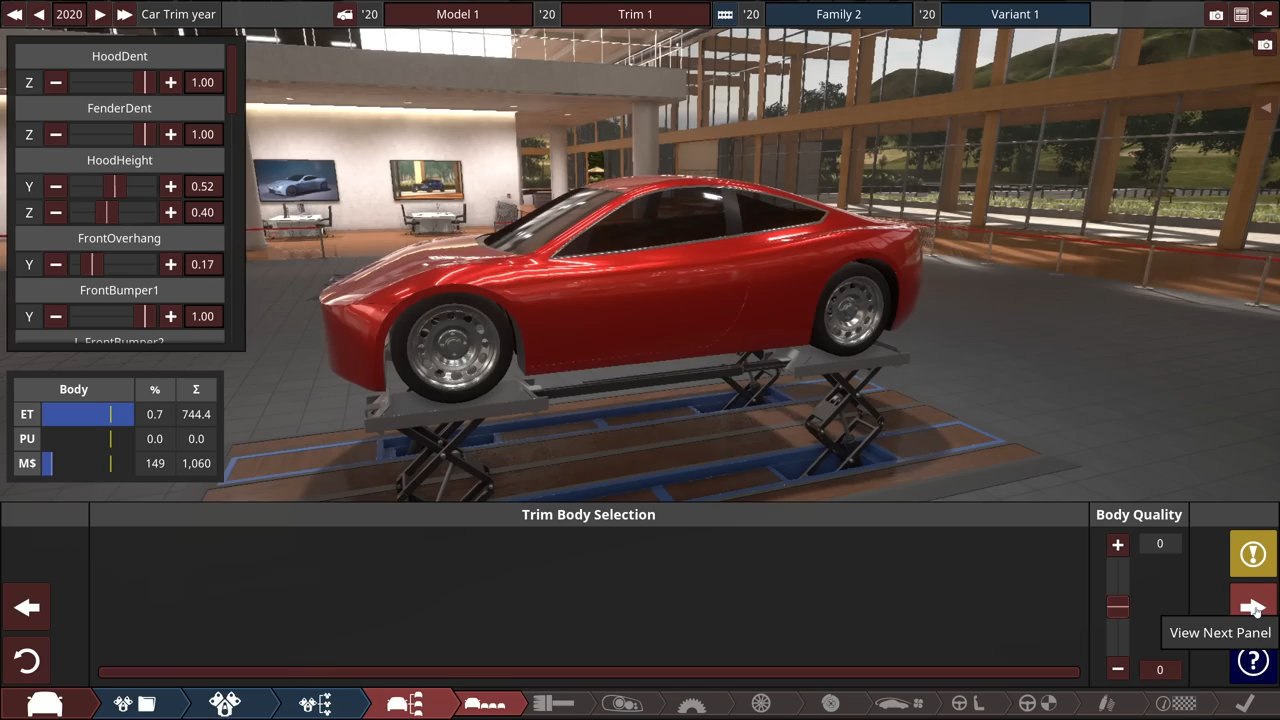 2020 Car Trim year '20 Model 1 '20 Trim 1 '20 Family 2 '20 Variant 1
HoodDent
Z 1.00
FenderDent
Z 1.00
HoodHeight
Y 0.52
Z 0.40
FrontOverhang
Y 0.17
FrontBumper1
Y 1.00
L_FrontBumper2
Body % Σ
ET 0.7 744.4
PU 0.0 0.0
M$ 149 1,060
Trim Body Selection
Body Quality
0
View Next Panel
0